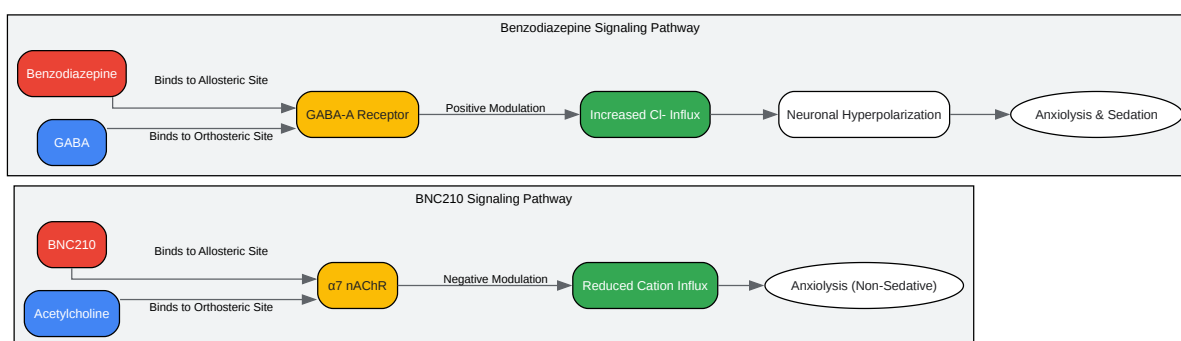 Benzodiazepine Signaling Pathway
Benzodiazepine
Binds to Allosteric Site
GABA-A Receptor
Positive Modulation
Increased Cl- Influx
Neuronal Hyperpolarization
Anxiolysis & Sedation
Binds to Orthosteric Site
GABA
BNC210 Signaling Pathway
BNC210
Binds to Allosteric Site
α7 nAChR
Negative Modulation
Reduced Cation Influx
Anxiolysis (Non-Sedative)
Binds to Orthosteric Site
Acetylcholine